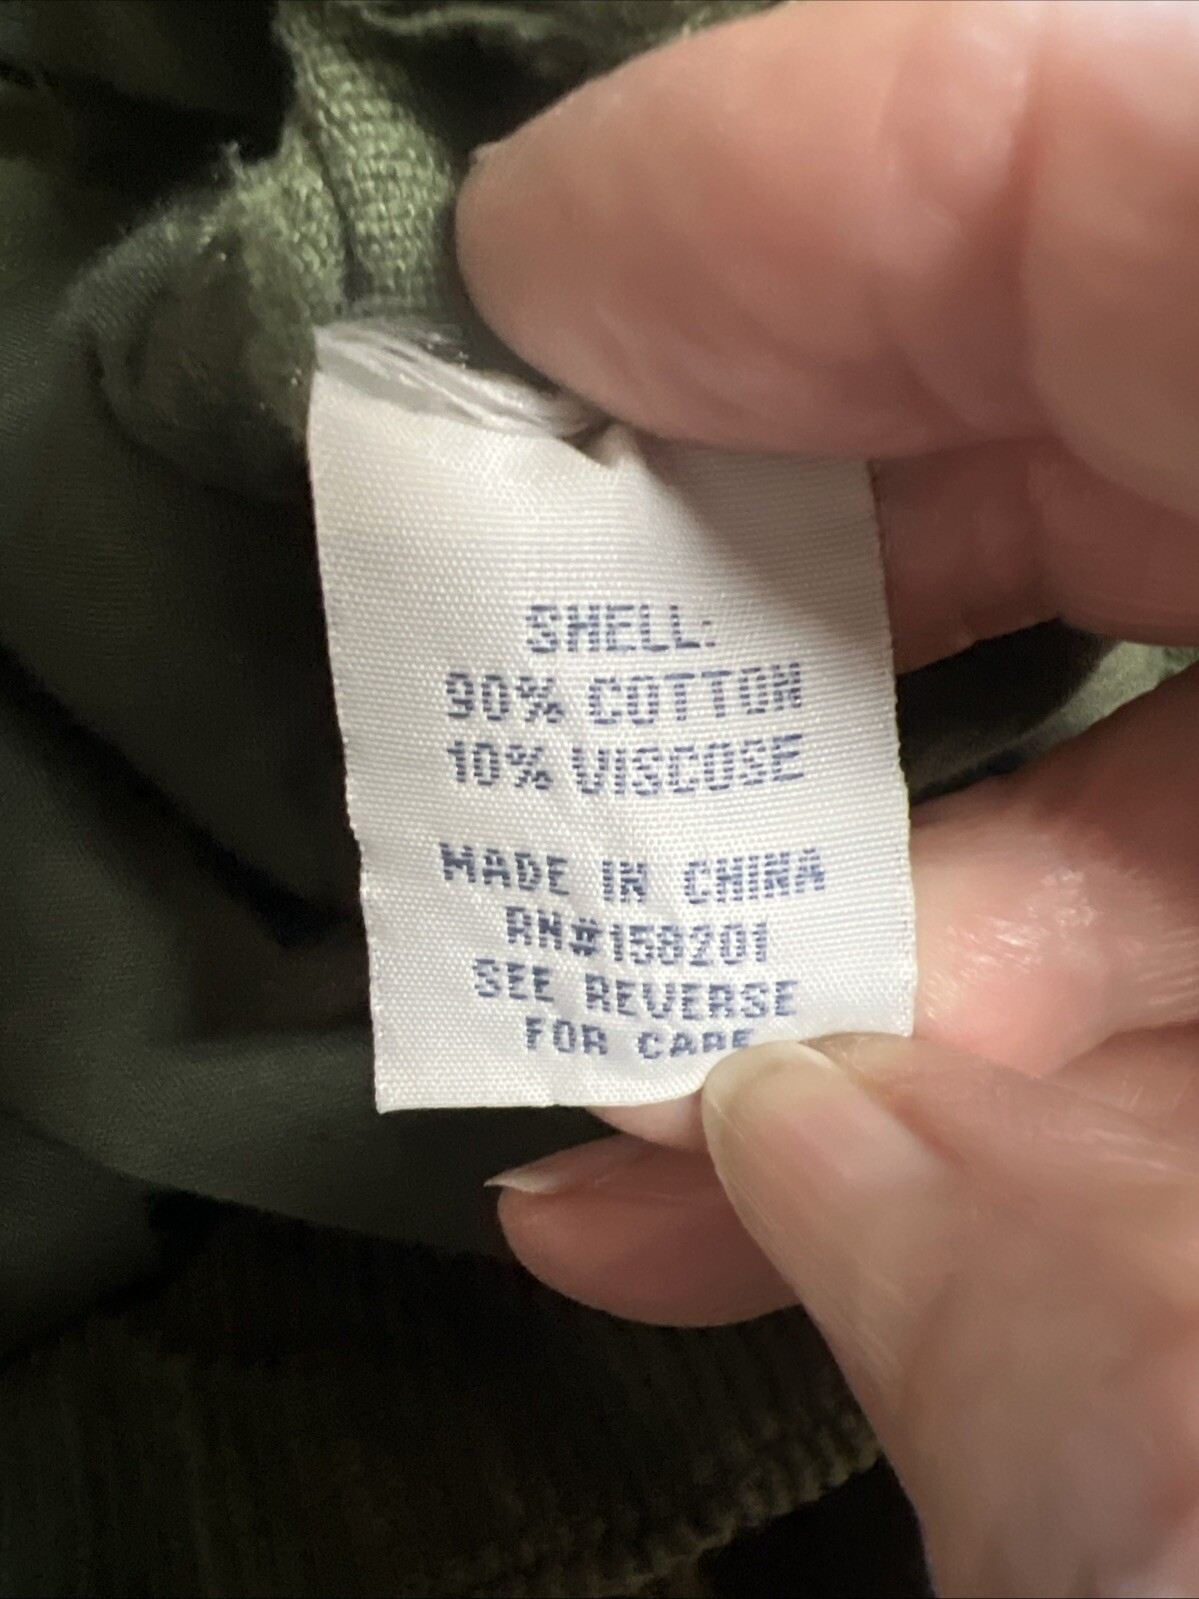 SHELL:
90% COTTON
10% VISCOSE
MADE IN CHINA
RN#158201
SEE REVERSE
FOR CARE